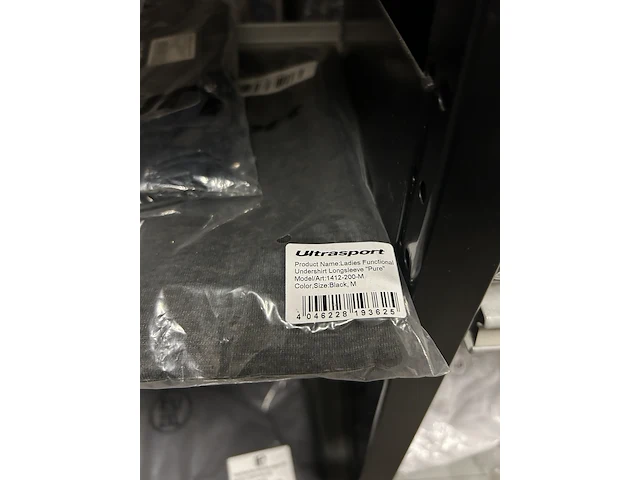 Ultrasport
Product Name:Ladies Functional
Undershirt Longsleeve "Pure"
Model/Art:1412-200-M
Color,Size:Black, M
4 046228 193625